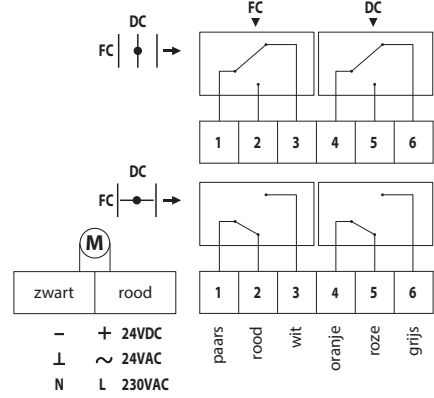 FC DC
DC
FC
1 2 3 4 5 6
DC
FC
M
zwart rood
1 2 3 4 5 6
paars rood wit oranje roze grijs
– + 24VDC
⊥ ~ 24VAC
N L 230VAC